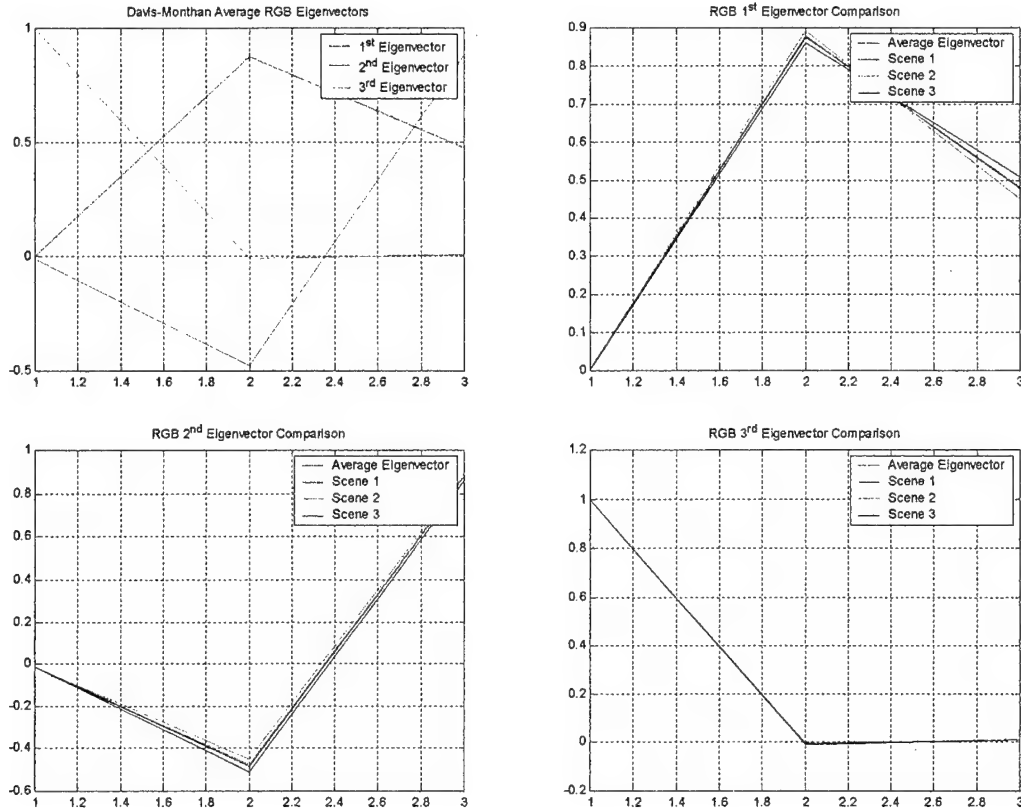 Davis-Monthan Average RGB Eigenvectors
1
0.5
0
-0.5
1st Eigenvector
2nd Eigenvector
3rd Eigenvector
1 1.2 1.4 1.6 1.8 2 2.2 2.4 2.6 2.8 3
RGB 1st Eigenvector Comparison
0.9
0.8
0.7
0.6
0.5
0.4
0.3
0.2
0.1
0
Average Eigenvector
Scene 1
Scene 2
Scene 3
1 1.2 1.4 1.6 1.8 2 2.2 2.4 2.6 2.8 3
RGB 2nd Eigenvector Comparison
1
0.8
0.6
0.4
0.2
0
-0.2
-0.4
-0.6
Average Eigenvector
Scene 1
Scene 2
Scene 3
1 1.2 1.4 1.6 1.8 2 2.2 2.4 2.6 2.8 3
RGB 3rd Eigenvector Comparison
1.2
1
0.8
0.6
0.4
0.2
0
-0.2
Average Eigenvector
Scene 1
Scene 2
Scene 3
1 1.2 1.4 1.6 1.8 2 2.2 2.4 2.6 2.8 3